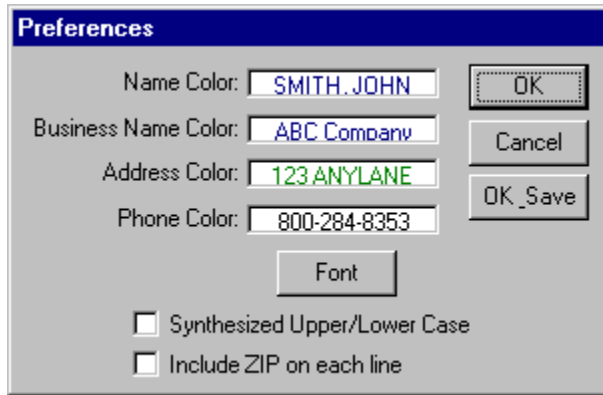 Preferences
Name Color: SMITH, JOHN
OK
Business Name Color: ABC Company
Cancel
Address Color: 123 ANYLANE
OK_Save
Phone Color: 800-284-8353
Font
Synthesized Upper/Lower Case
Include ZIP on each line